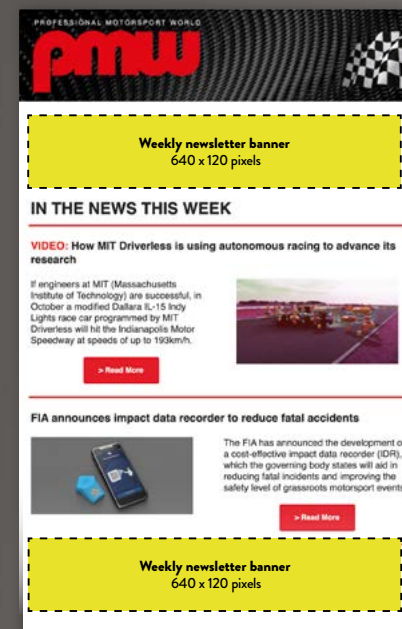 PROFESSIONAL MOTORSPORT WORLD
pmw
Weekly newsletter banner
640 x 120 pixels
IN THE NEWS THIS WEEK
VIDEO: How MIT Driverless is using autonomous racing to advance its
research
If engineers at MIT (Massachusetts
Institute of Technology) are successful, in
October a modified Dallara IL-15 Indy
Lights race car programmed by MIT
Driverless will hit the Indianapolis Motor
Speedway at speeds of up to 193km/h.
> Read More
FIA announces impact data recorder to reduce fatal accidents
The FIA has announced the development o
a cost-effective impact data recorder (IDR),
which the governing body states will aid in
reducing fatal incidents and improving the
safety level of grassroots motorsport events
> Read More
Weekly newsletter banner
640 x 120 pixels